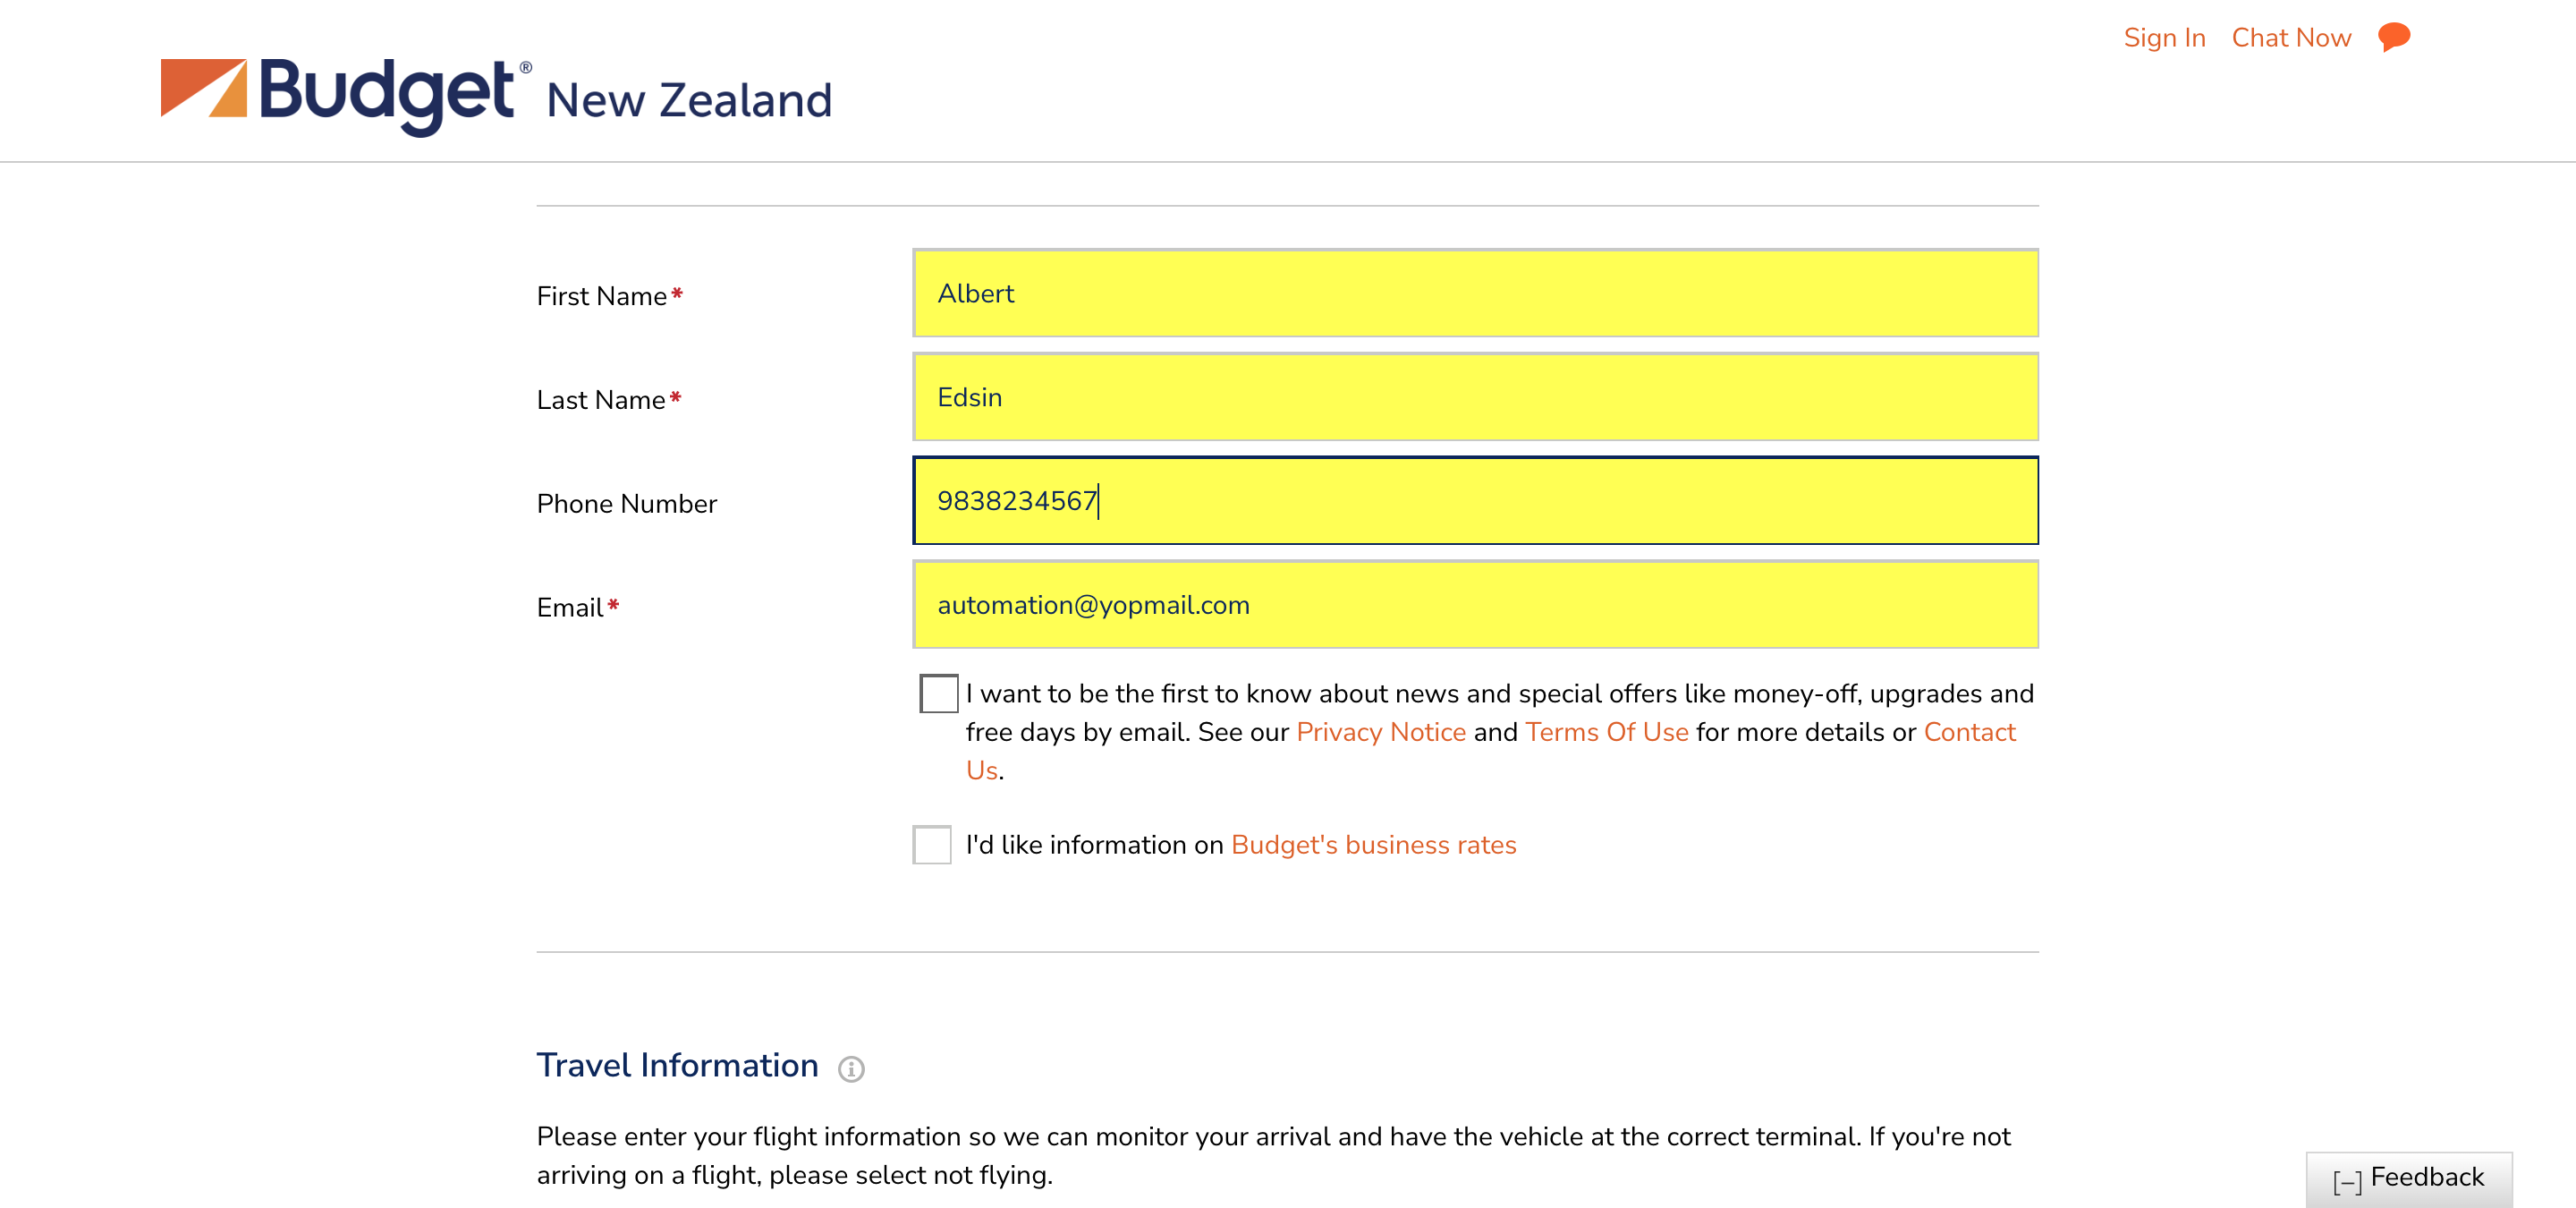 Sign In Chat Now
Budget® New Zealand
First Name* Albert
Last Name* Edsin
Phone Number 9838234567
Email* automation@yopmail.com
I want to be the first to know about news and special offers like money-off, upgrades and
free days by email. See our Privacy Notice and Terms Of Use for more details or Contact
Us.
I'd like information on Budget's business rates
Travel Information
Please enter your flight information so we can monitor your arrival and have the vehicle at the correct terminal. If you're not
arriving on a flight, please select not flying.
[–] Feedback